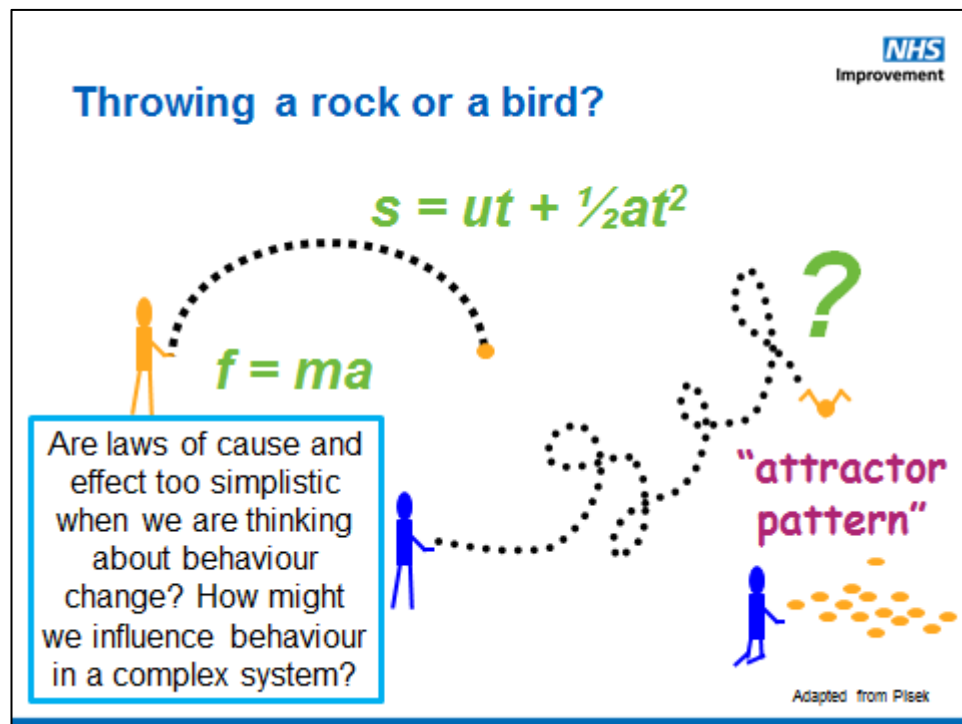 NHS
Improvement
Throwing a rock or a bird?
s = ut + ½at²
f = ma
?
Are laws of cause and
effect too simplistic
when we are thinking
about behaviour
change? How might
we influence behaviour
in a complex system?
“attractor
pattern”
Adapted from Plsek